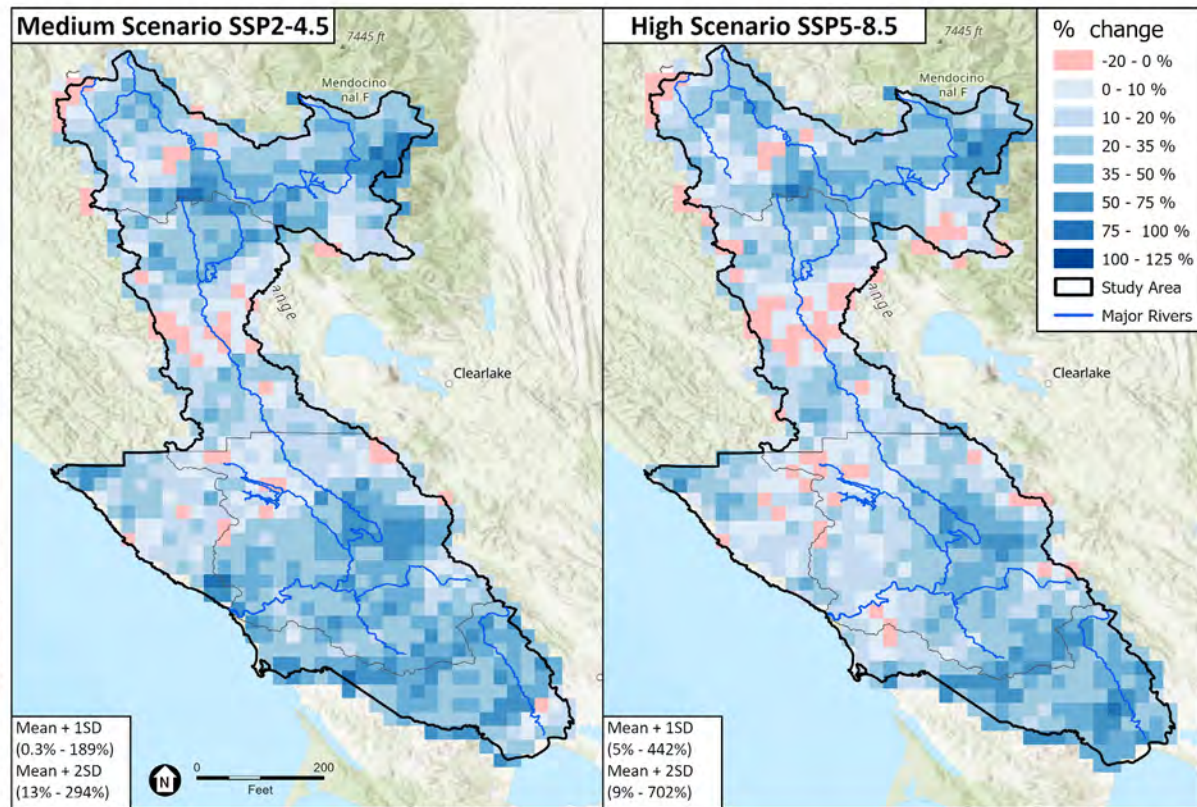 Medium Scenario SSP2-4.5
7445 ft
Mendocino
nal F
ange
Clearlake
Mean + 1SD
(0.3% - 189%)
Mean + 2SD
(13% - 294%)
N
0 200
Feet
High Scenario SSP5-8.5
7445 ft
Mendocino
nal F
ange
Clearlake
Mean + 1SD
(5% - 442%)
Mean + 2SD
(9% - 702%)
% change
-20 - 0 %
0 - 10 %
10 - 20 %
20 - 35 %
35 - 50 %
50 - 75 %
75 - 100 %
100 - 125 %
Study Area
Major Rivers